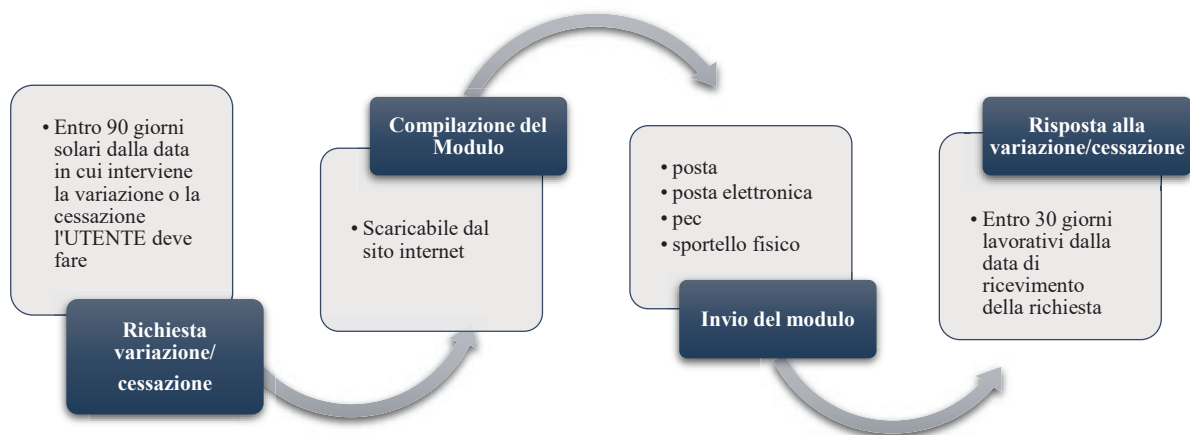 • Entro 90 giorni
solari dalla data
in cui interviene
la variazione o la
cessazione
l'UTENTE deve
fare
Richiesta
variazione/
cessazione
Compilazione del
Modulo
• Scaricabile dal
sito internet
• posta
• posta elettronica
• pec
• sportello fisico
Invio del modulo
Risposta alla
variazione/cessazione
• Entro 30 giorni
lavorativi dalla
data di
ricevimento
della richiesta